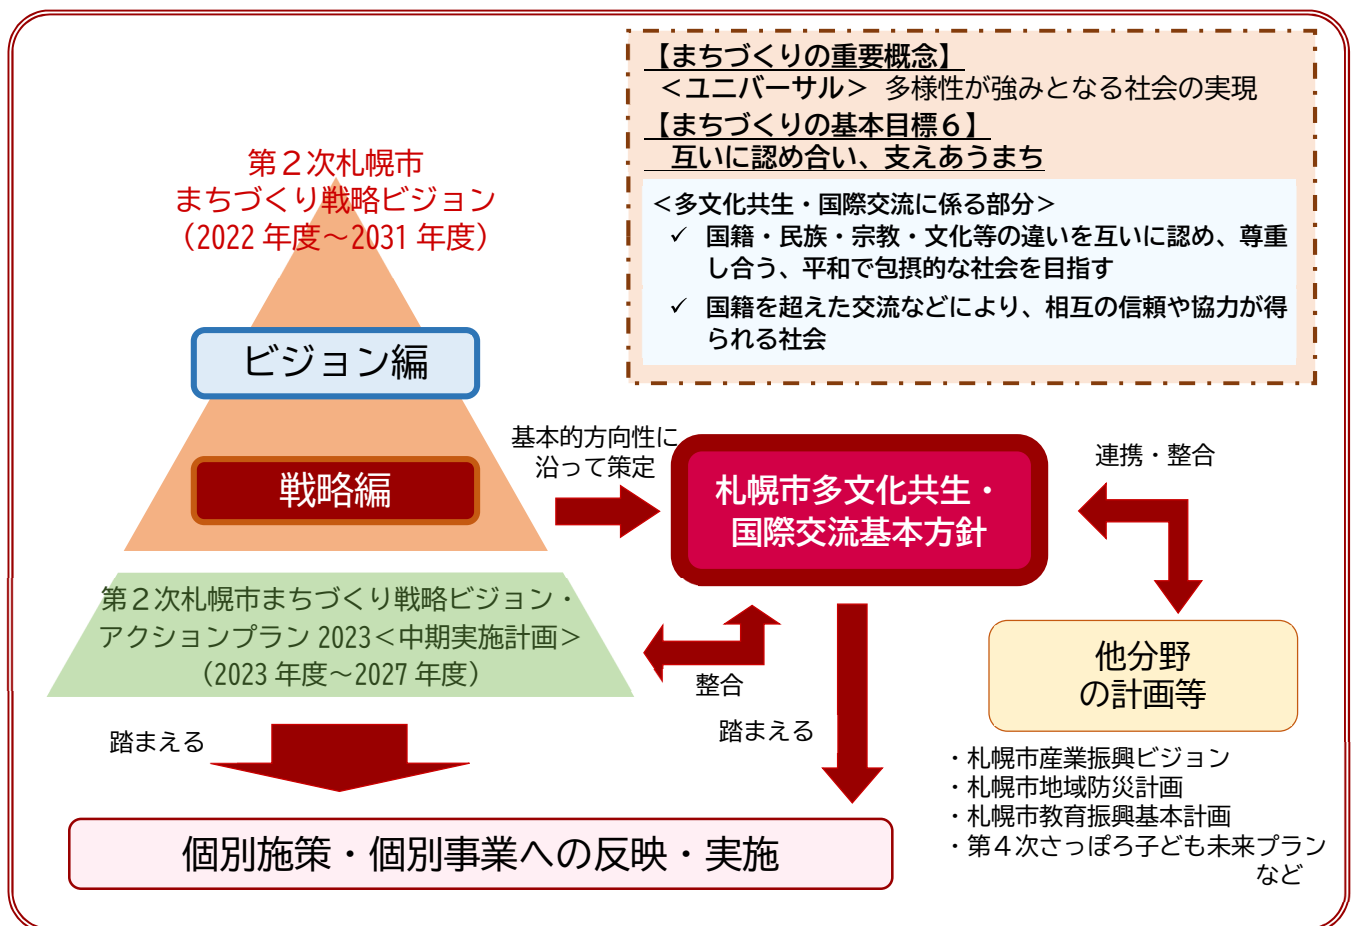 【まちづくりの重要概念】
＜ユニバーサル＞ 多様性が強みとなる社会の実現
【まちづくりの基本目標６】
互いに認め合い、支えあうまち
＜多文化共生・国際交流に係る部分＞
✓ 国籍・民族・宗教・文化等の違いを互いに認め、尊重
し合う、平和で包摂的な社会を目指す
✓ 国籍を超えた交流などにより、相互の信頼や協力が得
られる社会
第２次札幌市
まちづくり戦略ビジョン
（2022 年度～2031 年度）
ビジョン編
戦略編
基本的方向性に
沿って策定
札幌市多文化共生・
国際交流基本方針
連携・整合
第２次札幌市まちづくり戦略ビジョン・
アクションプラン 2023＜中期実施計画＞
（2023 年度～2027 年度）
整合
他分野
の計画等
踏まえる
踏まえる
・札幌市産業振興ビジョン
・札幌市地域防災計画
・札幌市教育振興基本計画
・第４次さっぽろ子ども未来プラン
など
個別施策・個別事業への反映・実施